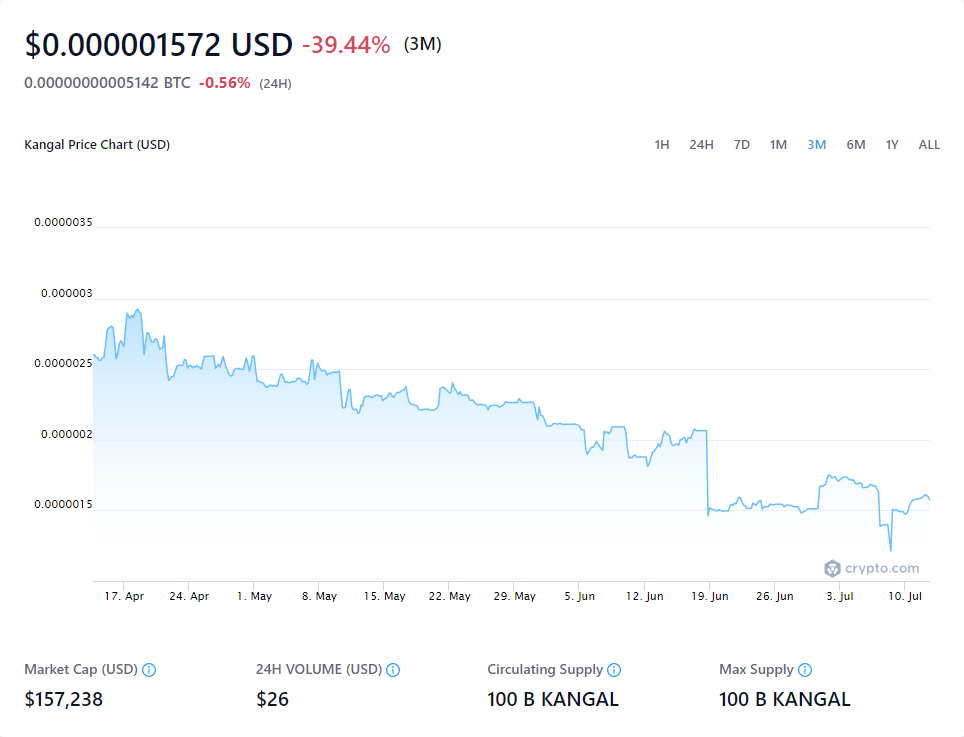 $0.000001572 USD -39.44% (3M)
0.00000000005142 BTC -0.56% (24H)
Kangal Price Chart (USD) 1H 24H 7D 1M 3M 6M 1Y ALL
0.0000035
0.000003
0.0000025
0.000002
0.0000015
crypto.com
17. Apr 24. Apr 1. May 8. May 15. May 22. May 29. May 5. Jun 12. Jun 19. Jun 26. Jun 3. Jul 10. Jul
Market Cap (USD) 24H VOLUME (USD) Circulating Supply Max Supply
$157,238 $26 100 B KANGAL 100 B KANGAL